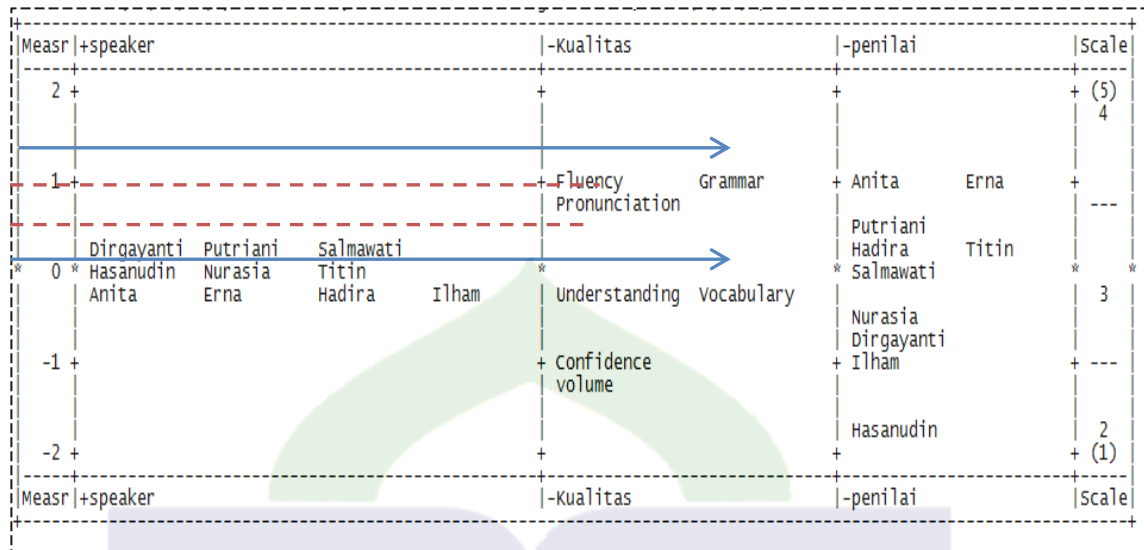 Measr +speaker -Kualitas -penilai Scale
2 (5)
4
1 Fluency Grammar Anita Erna
Pronunciation ---
Putriani
Dirgayanti Putriani Salmawati Hadira Titin
0 Hasanudin Nurasia Titin Salmawati
Anita Erna Hadira Ilham Understanding Vocabulary 3
Nurasia
Dirgayanti
-1 Confidence Ilham ---
volume
Hasanudin 2
-2 (1)
Measr +speaker -Kualitas -penilai Scale